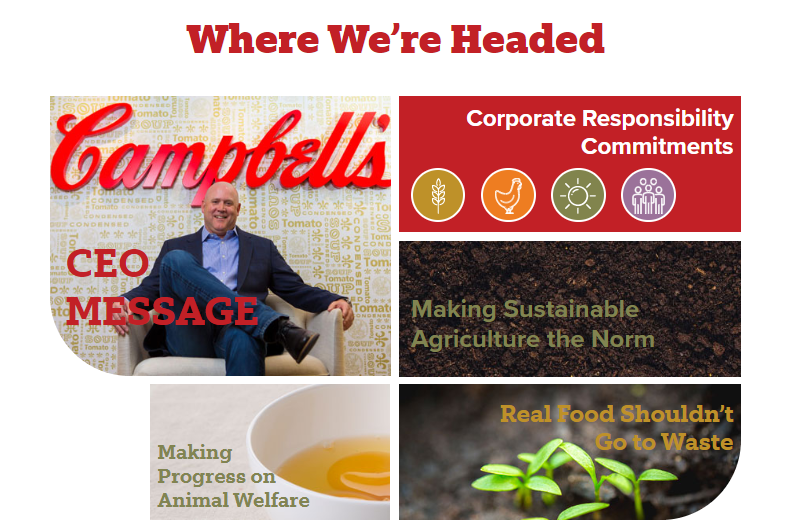 Where We're Headed
Campbell's
CEO
MESSAGE
Corporate Responsibility
Commitments
Making Sustainable
Agriculture the Norm
Making
Progress on
Animal Welfare
Real Food Shouldn't
Go to Waste